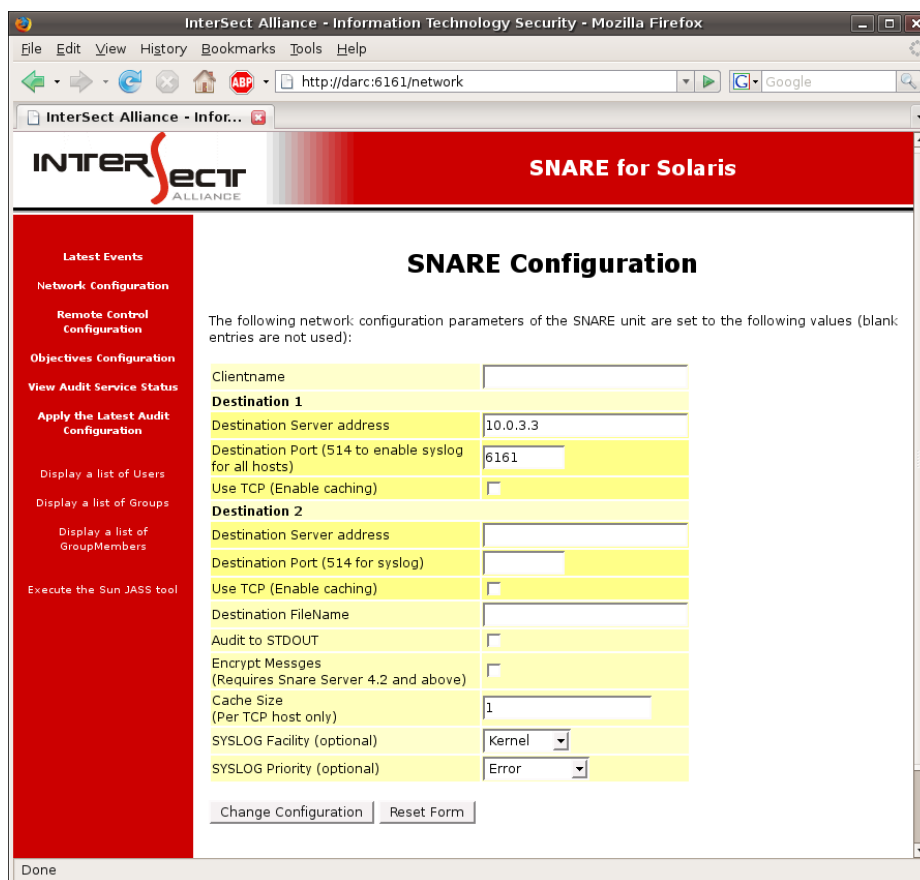 InterSect Alliance - Information Technology Security - Mozilla Firefox
File Edit View History Bookmarks Tools Help
ABP http://darc:6161/network G Google
InterSect Alliance - Infor...
INTERSECT
ALLIANCE
SNARE for Solaris
Latest Events
Network Configuration
Remote Control
Configuration
Objectives Configuration
View Audit Service Status
Apply the Latest Audit
Configuration
Display a list of Users
Display a list of Groups
Display a list of
GroupMembers
Execute the Sun JASS tool
SNARE Configuration
The following network configuration parameters of the SNARE unit are set to the following values (blank
entries are not used):
Clientname
Destination 1
Destination Server address 10.0.3.3
Destination Port (514 to enable syslog
for all hosts) 6161
Use TCP (Enable caching)
Destination 2
Destination Server address
Destination Port (514 for syslog)
Use TCP (Enable caching)
Destination FileName
Audit to STDOUT
Encrypt Messges
(Requires Snare Server 4.2 and above)
Cache Size
(Per TCP host only) 1
SYSLOG Facility (optional) Kernel
SYSLOG Priority (optional) Error
Change Configuration Reset Form
Done